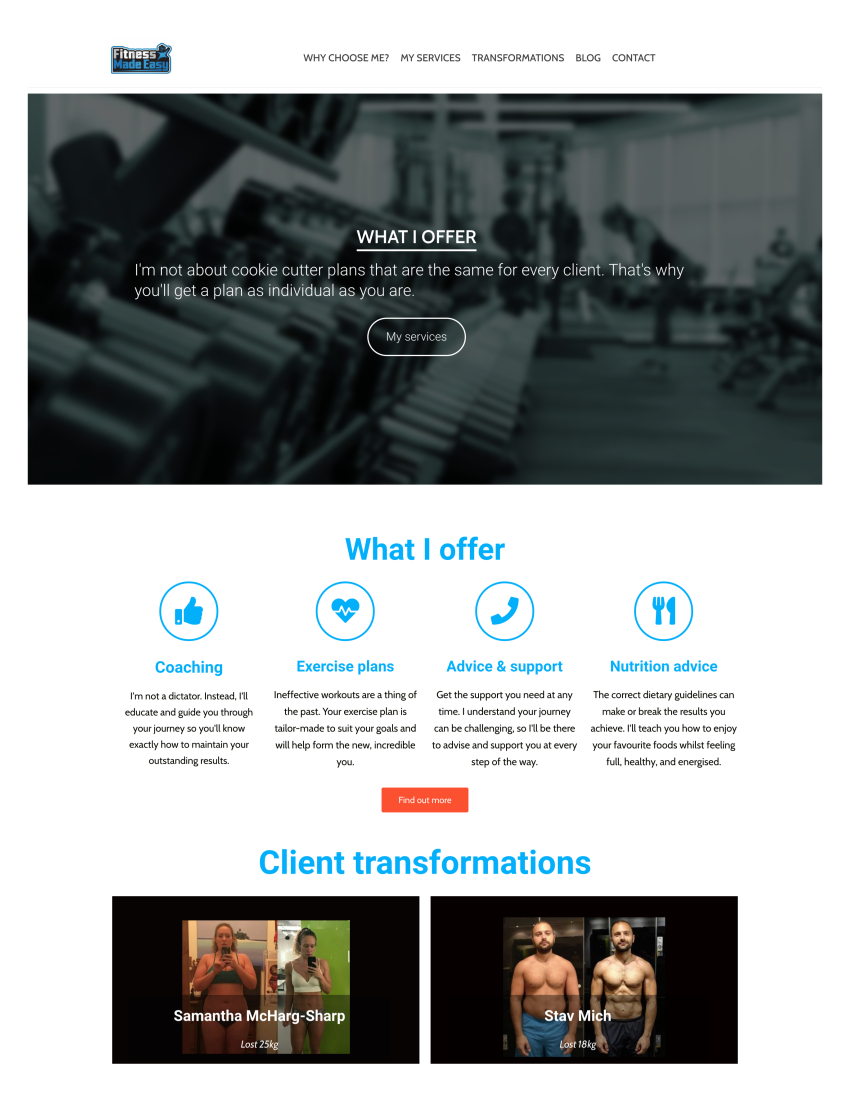 Fitness
Made Easy
WHY CHOOSE ME? MY SERVICES TRANSFORMATIONS BLOG CONTACT
WHAT I OFFER
I'm not about cookie cutter plans that are the same for every client. That's why
you'll get a plan as individual as you are.
My services
What I offer
Coaching
I'm not a dictator. Instead, I'll
educate and guide you through
your journey so you'll know
exactly how to maintain your
outstanding results.
Exercise plans
Ineffective workouts are a thing of
the past. Your exercise plan is
tailor-made to suit your goals and
will help form the new, incredible
you.
Advice & support
Get the support you need at any
time. I understand your journey
can be challenging, so I'll be there
to advise and support you at every
step of the way.
Nutrition advice
The correct dietary guidelines can
make or break the results you
achieve. I'll teach you how to enjoy
your favourite foods whilst feeling
full, healthy, and energised.
Find out more
Client transformations
Samantha McHarg-Sharp
Lost 25kg
Stav Mich
Lost 18kg